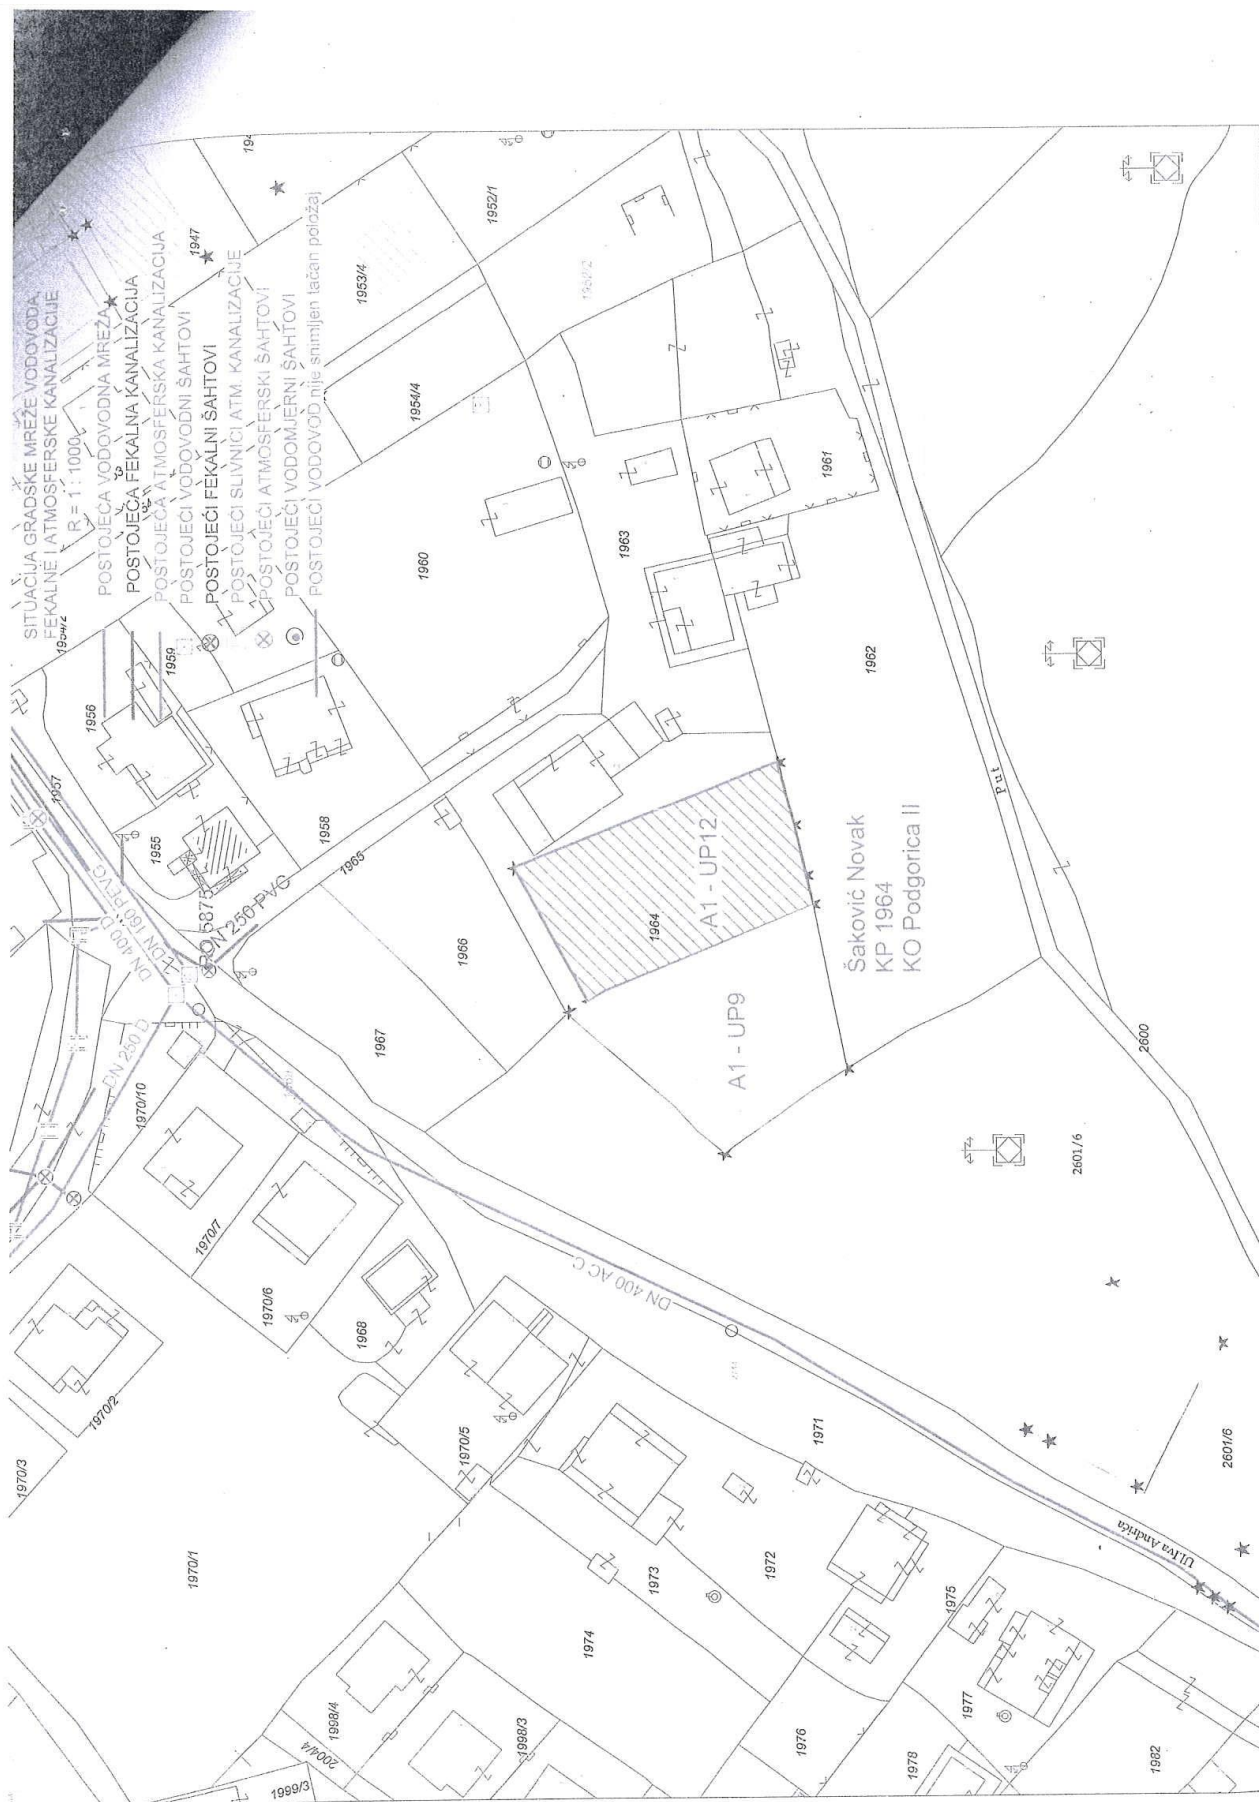 SITUACIJA GRADSKE MREŽE VODOVODA,
FEKALNE I ATMOSFERSKE KANALIZACIJE
R = 1 : 1000
POSTOJEĆA VODOVODNA MREŽA
POSTOJEĆA FEKALNA KANALIZACIJA
POSTOJEĆA ATMOSFERSKA KANALIZACIJA
POSTOJEĆI VODOVODNI ŠAHTOVI
POSTOJEĆI FEKALNI ŠAHTOVI
POSTOJEĆI SLIVNICI ATM. KANALIZACIJE
POSTOJEĆI ATMOSFERSKI ŠAHTOVI
POSTOJEĆI VODOMJERNI ŠAHTOVI
POSTOJEĆI VODOVOD nije snimljen tačan položaj
1947
1952/1
1953/4
1954/4
1954/2
1956
1959
1957
1955
1958
1965
1960
1963
1961
1962
1966
1964
1967
A1 - UP12
A1 - UP9
Šaković Novak
KP 1964
KO Podgorica II
Put
2600
2601/6
2601/6
DN 400 D
DN 160 PEVG
DN 250 PVC
DN 250 D
DN 400 AC C
Ul.Iva Andrića
1970/10
1970/7
1970/6
1968
1970/2
1970/3
1970/1
1970/5
1971
1972
1973
1974
1975
1976
1977
1978
1982
1998/4
1998/3
2004/4
1999/3